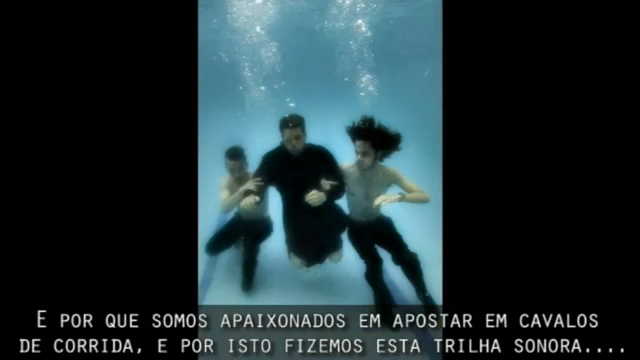 E POR QUE SOMOS APAIXONADOS EM APOSTAR EM CAVALOS
DE CORRIDA, E POR ISTO FIZEMOS ESTA TRILHA SONORA....